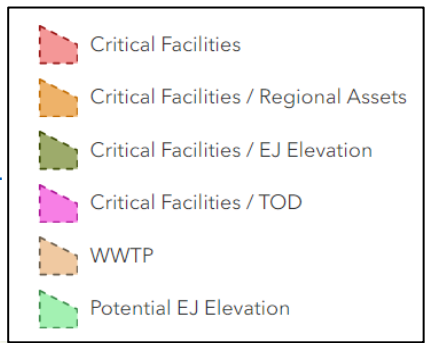 Critical Facilities
Critical Facilities / Regional Assets
Critical Facilities / EJ Elevation
Critical Facilities / TOD
WWTP
Potential EJ Elevation